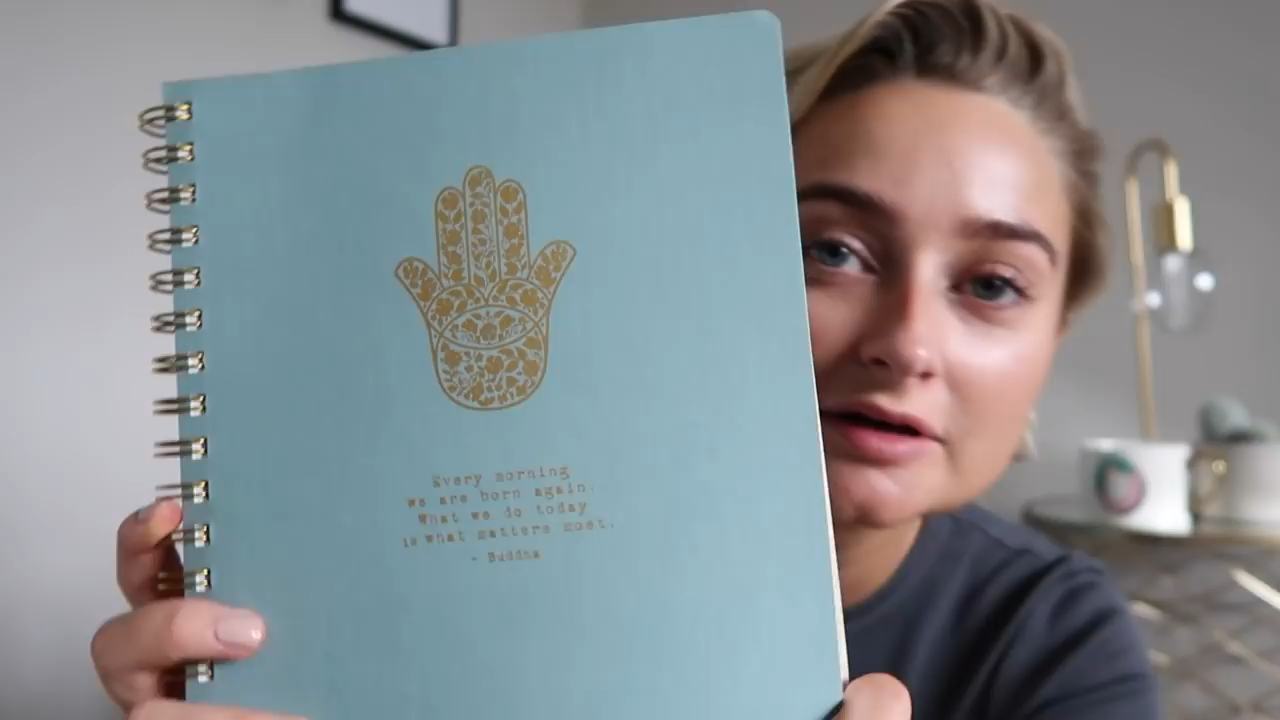 Every morning
we are born again.
What we do today
is what matters most.
- Buddha